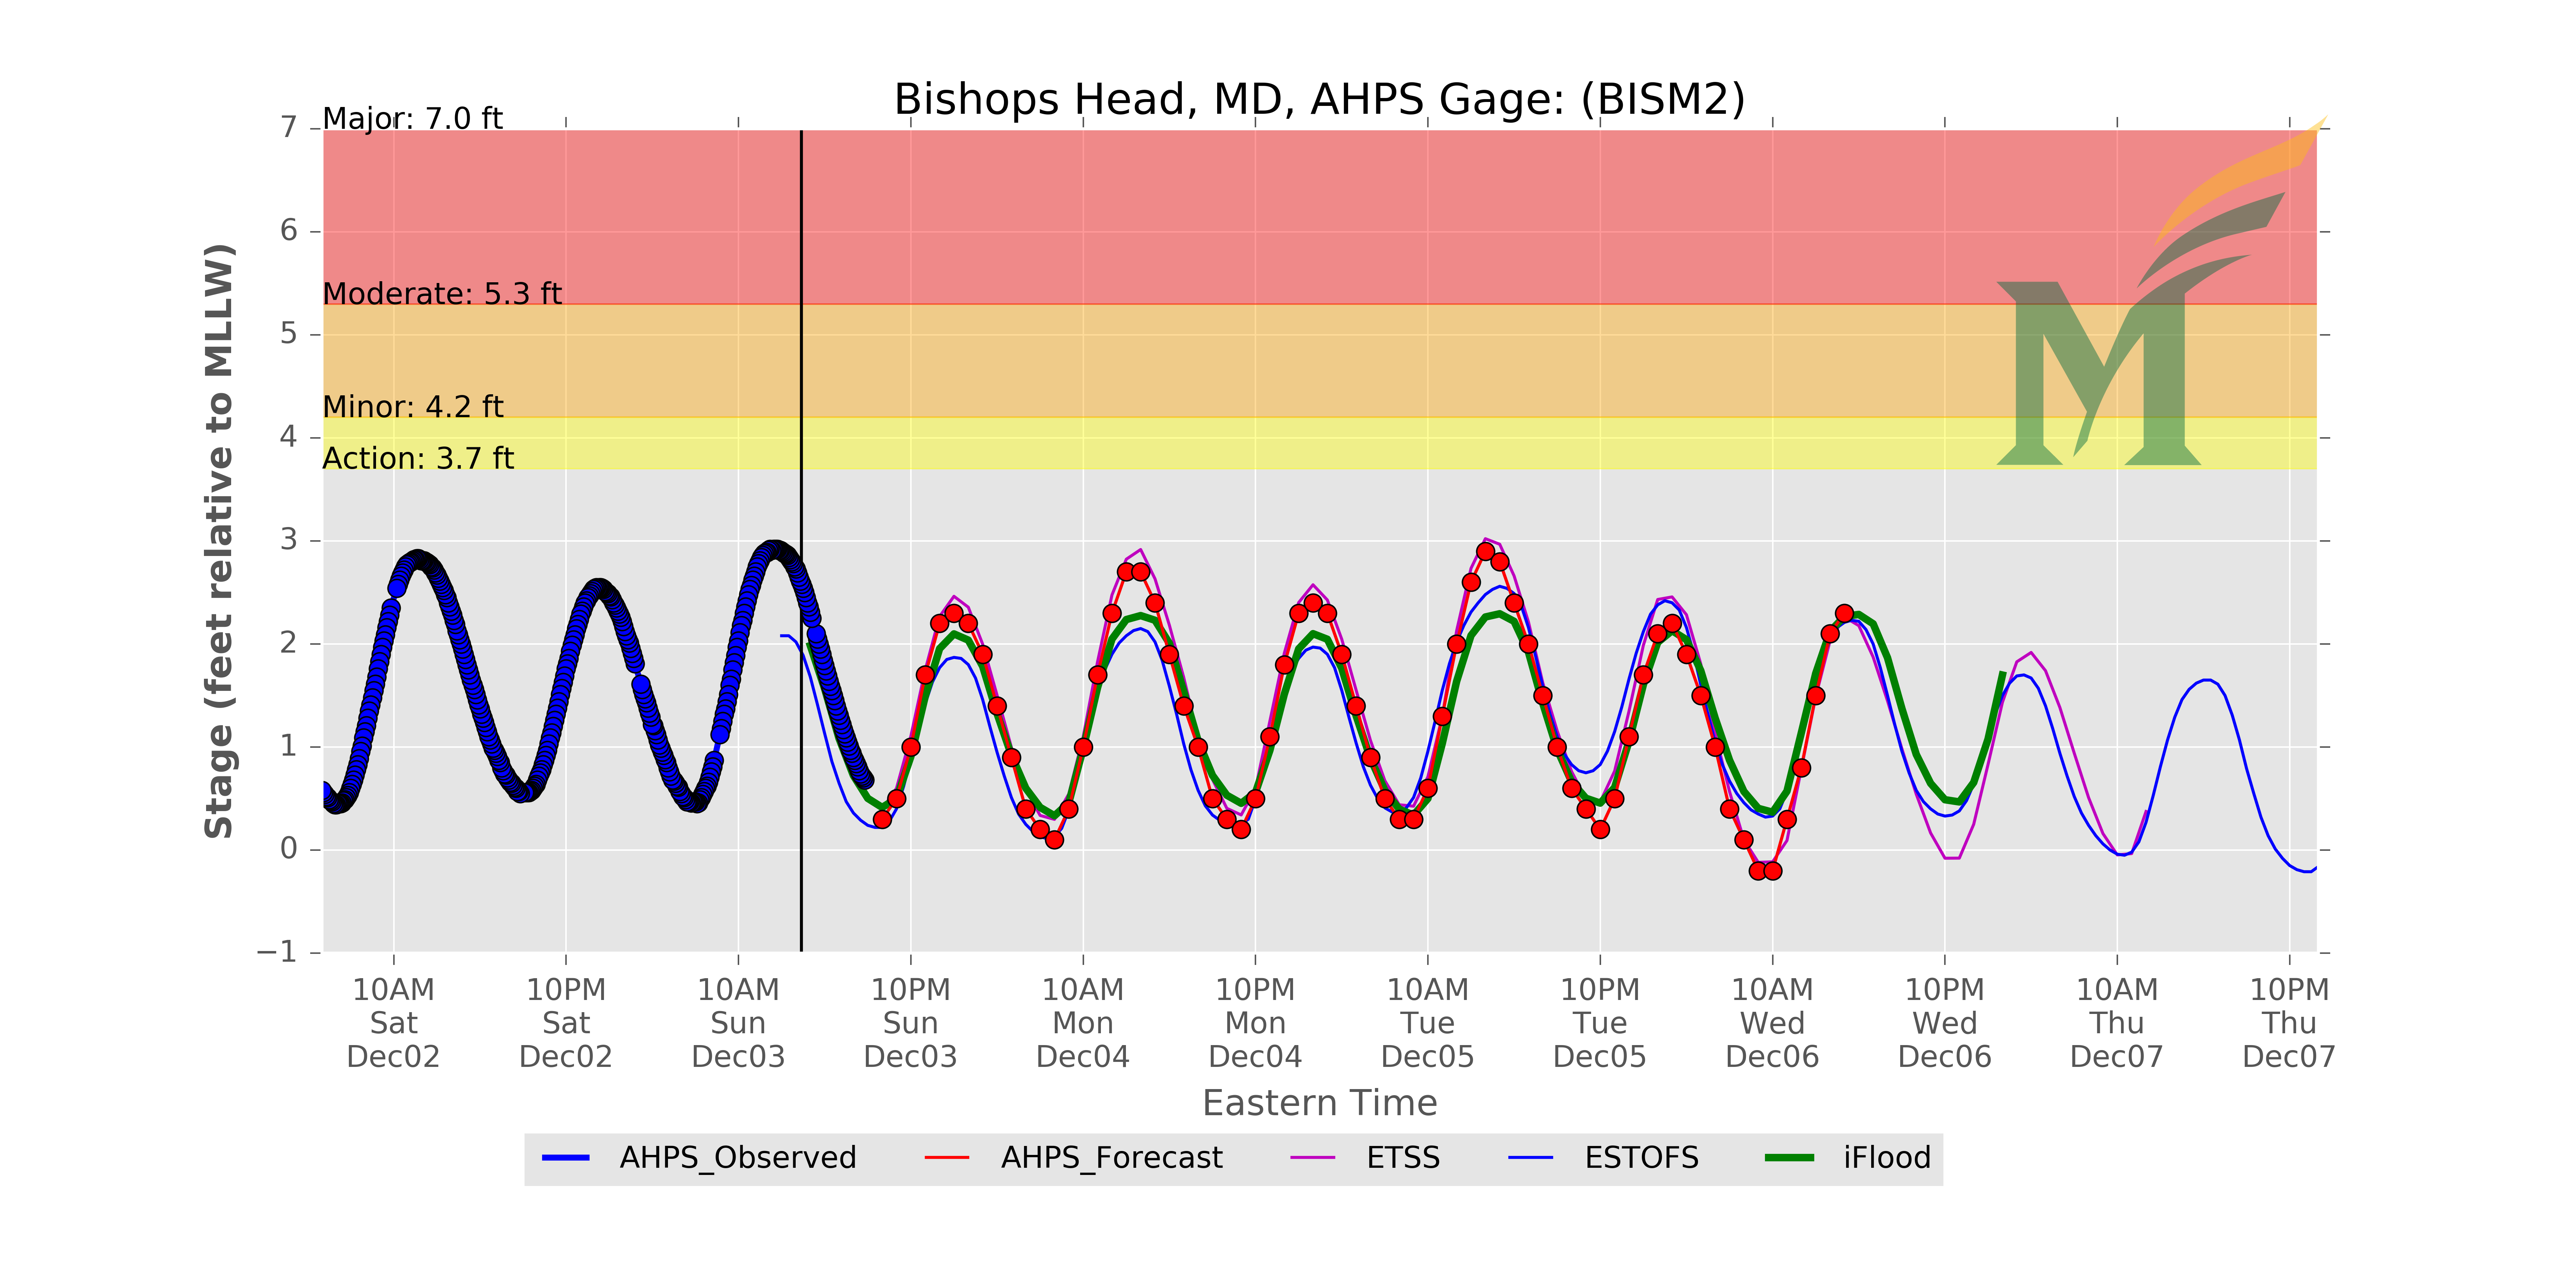 Bishops Head, MD, AHPS Gage: (BISM2)
Major: 7.0 ft
Moderate: 5.3 ft
Minor: 4.2 ft
Action: 3.7 ft
7
6
5
4
3
2
1
0
−1
Stage (feet relative to MLLW)
10AM 10PM 10AM 10PM 10AM 10PM 10AM 10PM 10AM 10PM 10AM 10PM
Sat Sat Sun Sun Mon Mon Tue Tue Wed Wed Thu Thu
Dec02 Dec02 Dec03 Dec03 Dec04 Dec04 Dec05 Dec05 Dec06 Dec06 Dec07 Dec07
Eastern Time
AHPS_Observed AHPS_Forecast ETSS ESTOFS iFlood
M